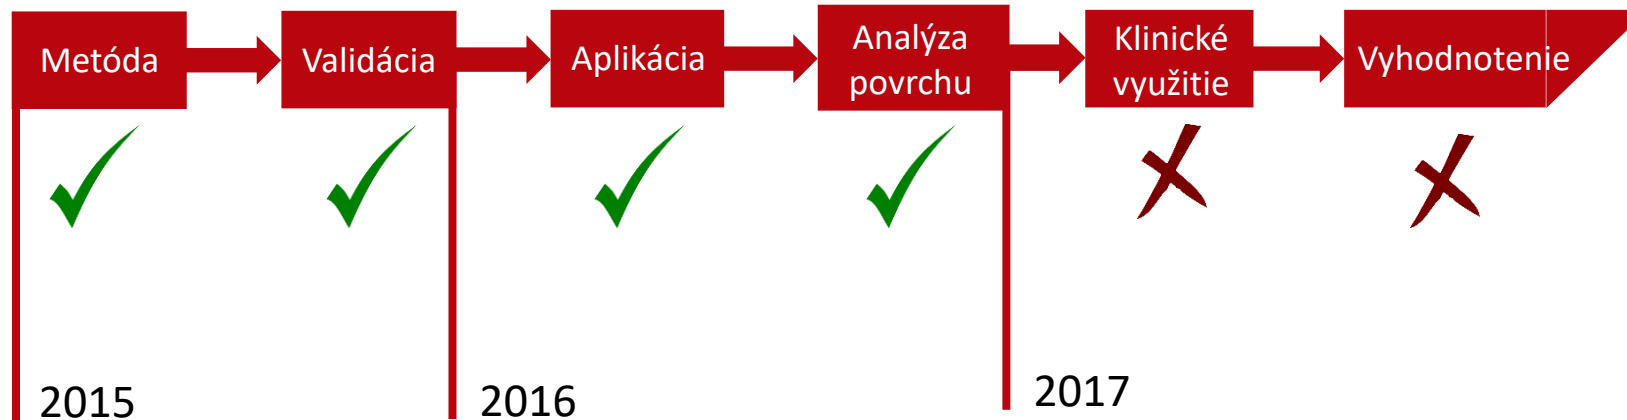 Metóda
Validácia
Aplikácia
Analýza
povrchu
Klinické
využitie
Vyhodnotenie
2015
2016
2017